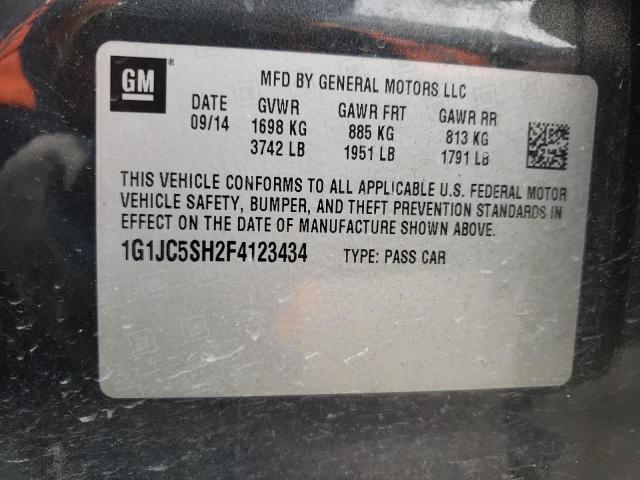 GM®
MFD BY GENERAL MOTORS LLC
DATE GVWR GAWR FRT GAWR RR
09/14 1698 KG 885 KG 813 KG
3742 LB 1951 LB 1791 LB
THIS VEHICLE CONFORMS TO ALL APPLICABLE U.S. FEDERAL MOTOR
VEHICLE SAFETY, BUMPER, AND THEFT PREVENTION STANDARDS IN
EFFECT ON THE DATE OF MANUFACTURE SHOWN ABOVE.
1G1JC5SH2F4123434 TYPE: PASS CAR